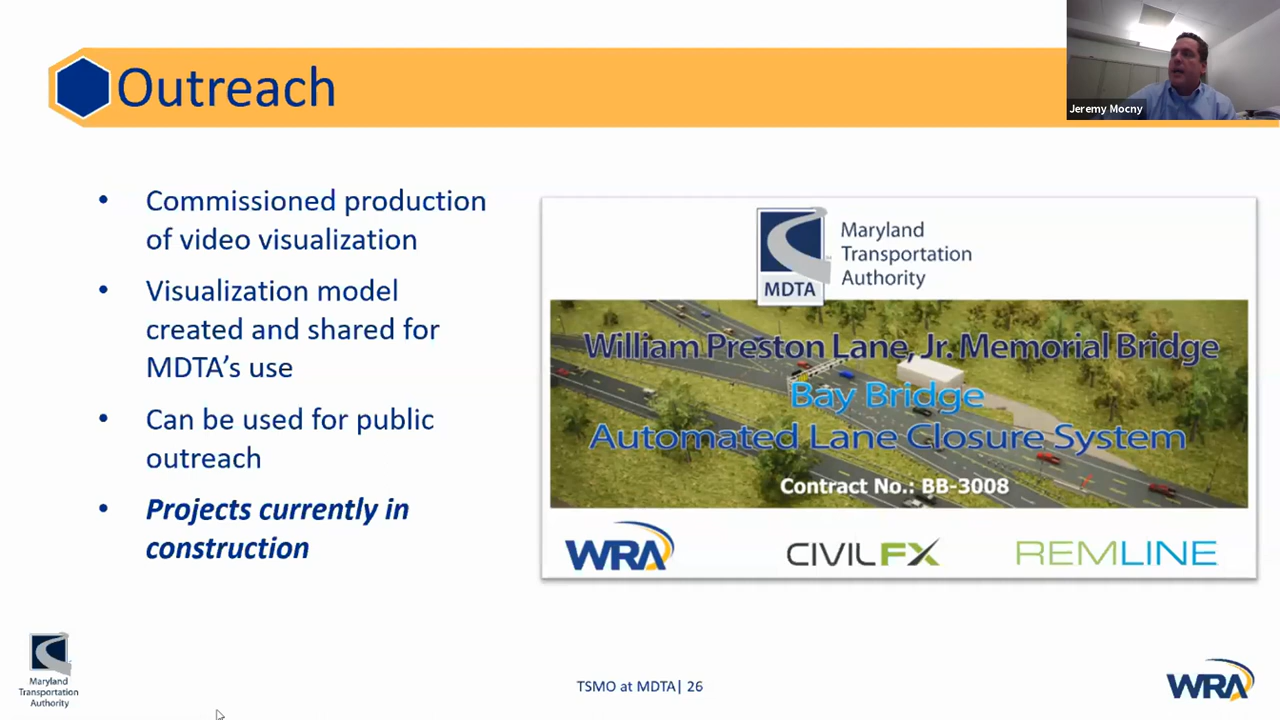 Outreach
Jeremy Mocny
• Commissioned production
of video visualization
• Visualization model
created and shared for
MDTA's use
• Can be used for public
outreach
• Projects currently in
construction
Maryland
Transportation
Authority
MDTA
William Preston Lane, Jr. Memorial Bridge
Bay Bridge
Automated Lane Closure System
Contract No.: BB-3008
WRA
CIVILFX
REMLINE
Maryland
Transportation
Authority
TSMO at MDTA| 26
WRA